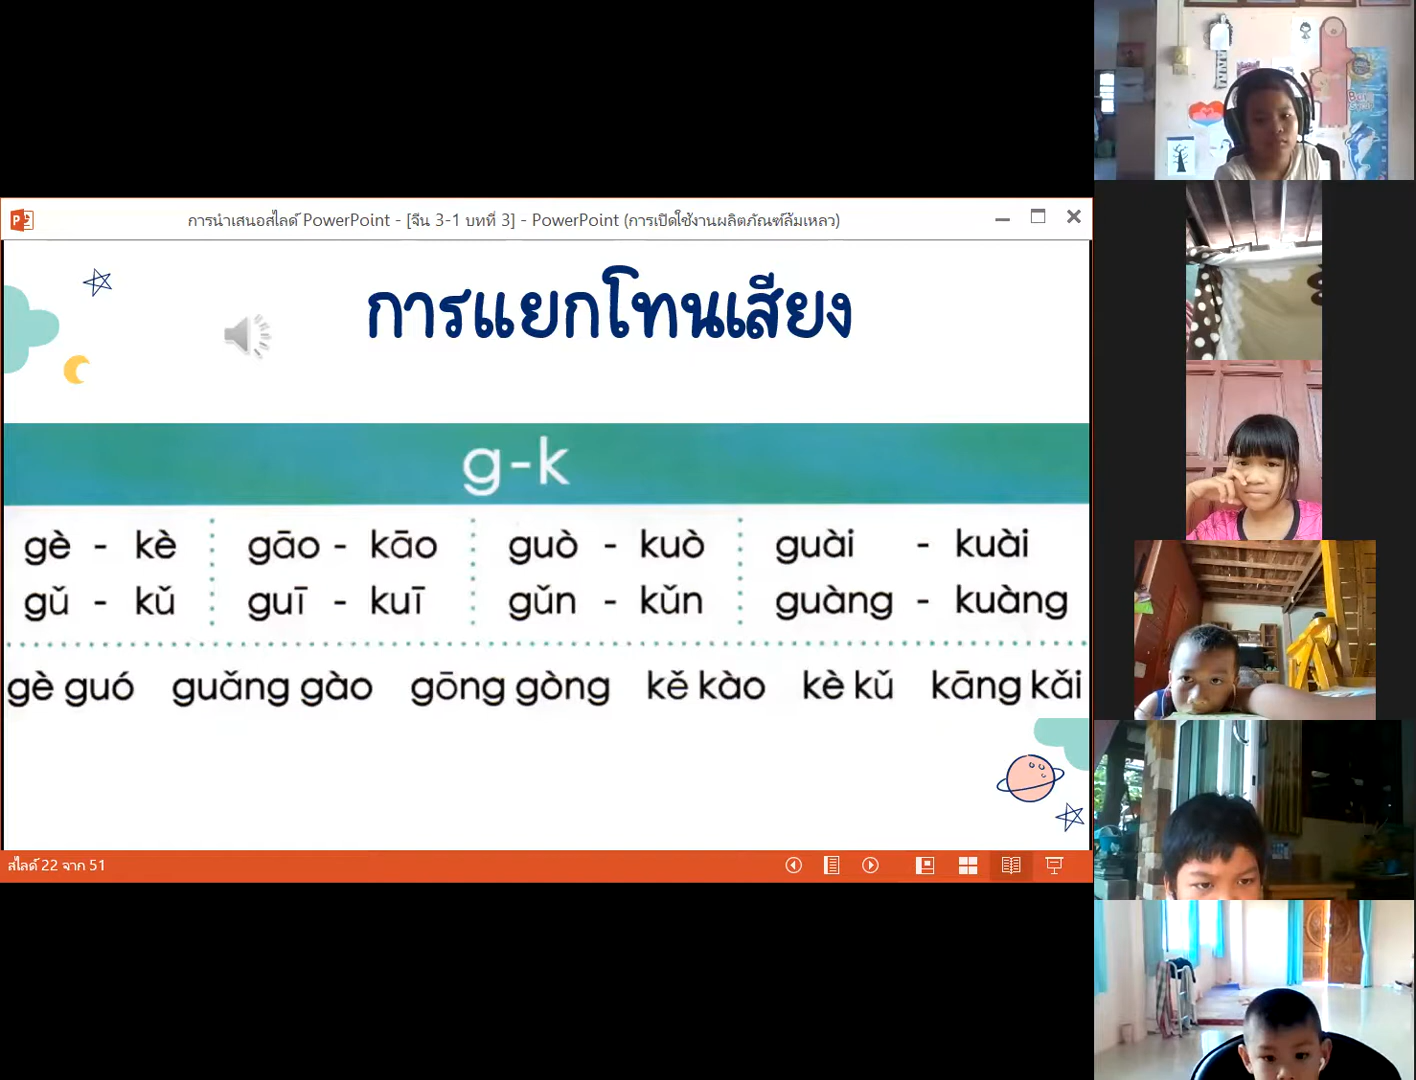 การนำเสนอสไลด์ PowerPoint - [จีน 3-1 บทที่ 3] - PowerPoint (การเปิดใช้งานผลิตภัณฑ์ล้มเหลว)
การแยกโทนเสียง
g-k
gè - kè gāo - kāo guò - kuò guài - kuài
gǔ - kǔ guī - kuī gǔn - kǔn guàng - kuàng
gè guó guǎng gào gōng gòng kě kào kè kǔ kāng kǎi
สไลด์ 22 จาก 51